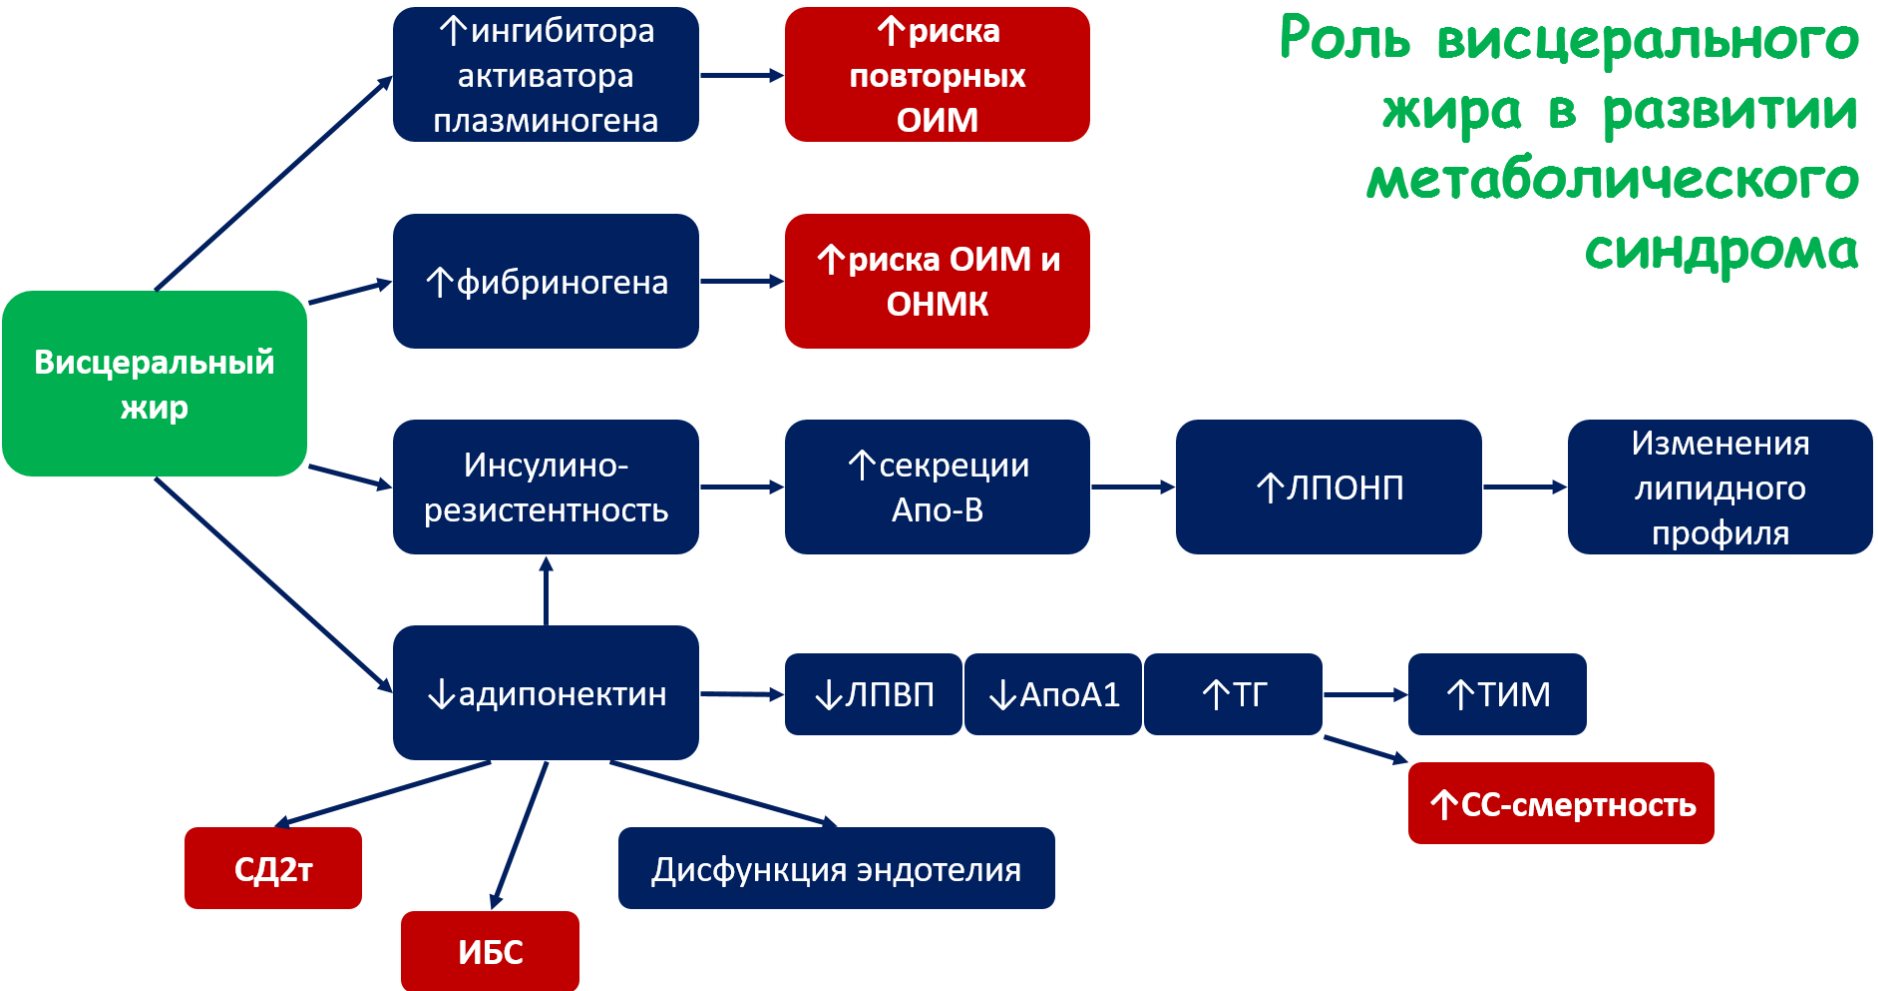 Роль висцерального
жира в развитии
метаболического
синдрома
Висцеральный
жир
↑ингибитора
активатора
плазминогена
↑риска
повторных
ОИМ
↑фибриногена
↑риска ОИМ и
ОНМК
Инсулино-
резистентность
↑секреции
Апо-В
↑ЛПОНП
Изменения
липидного
профиля
↓адипонектин
↓ЛПВП
↓АпоА1
↑ТГ
↑ТИМ
↑СС-смертность
СД2т
ИБС
Дисфункция эндотелия